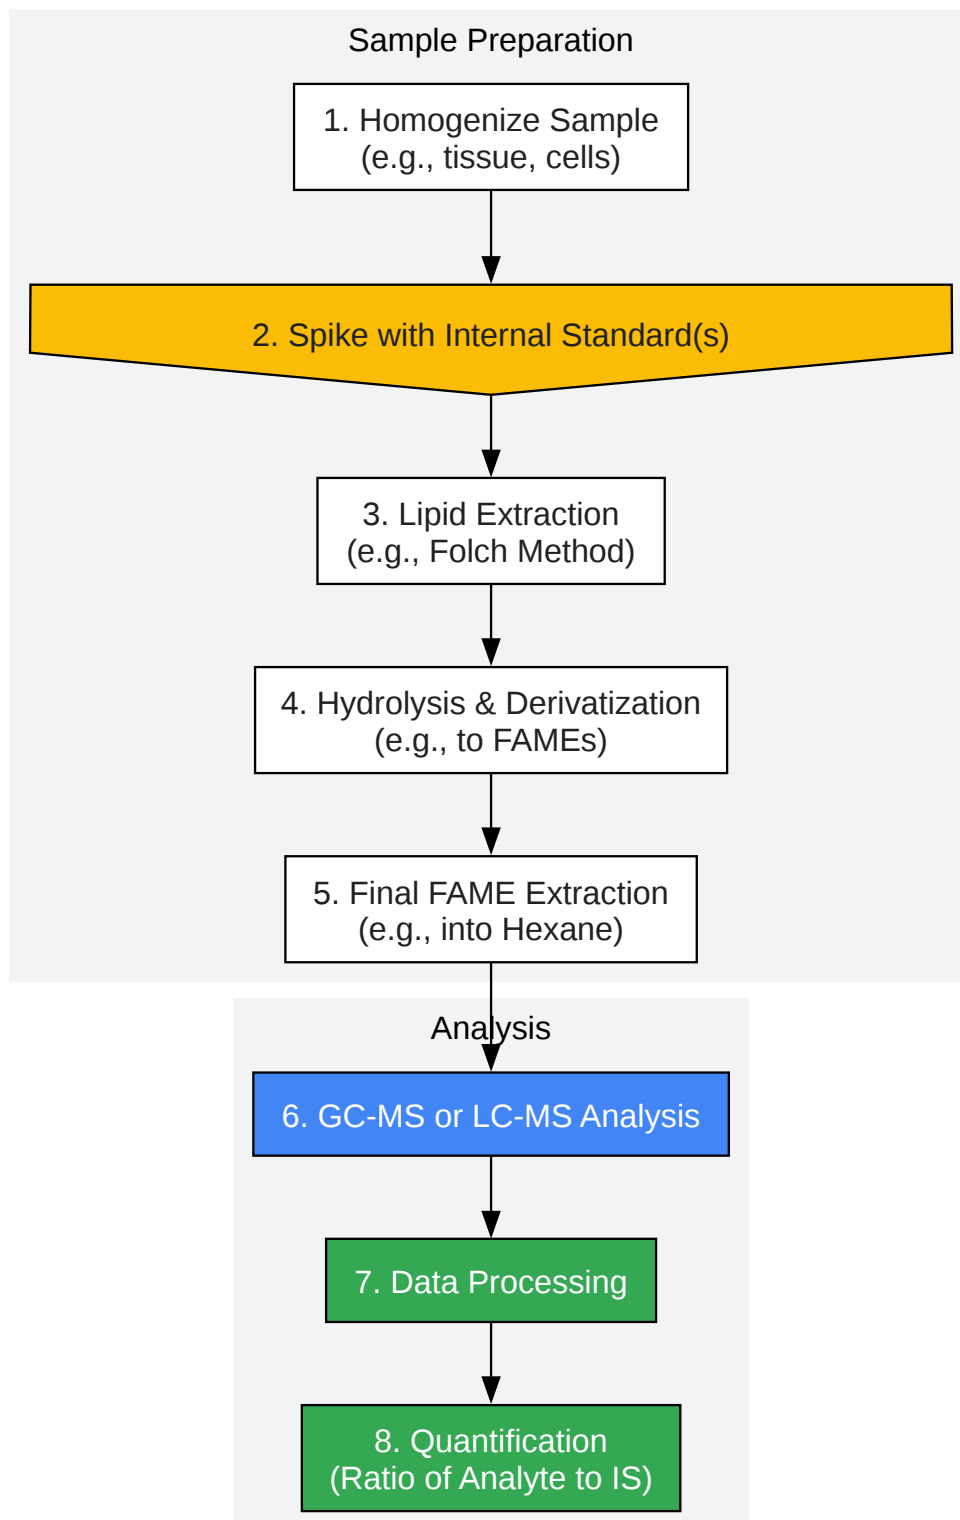 Sample Preparation
1. Homogenize Sample
(e.g., tissue, cells)
2. Spike with Internal Standard(s)
3. Lipid Extraction
(e.g., Folch Method)
4. Hydrolysis & Derivatization
(e.g., to FAMEs)
5. Final FAME Extraction
(e.g., into Hexane)
Analysis
6. GC-MS or LC-MS Analysis
7. Data Processing
8. Quantification
(Ratio of Analyte to IS)